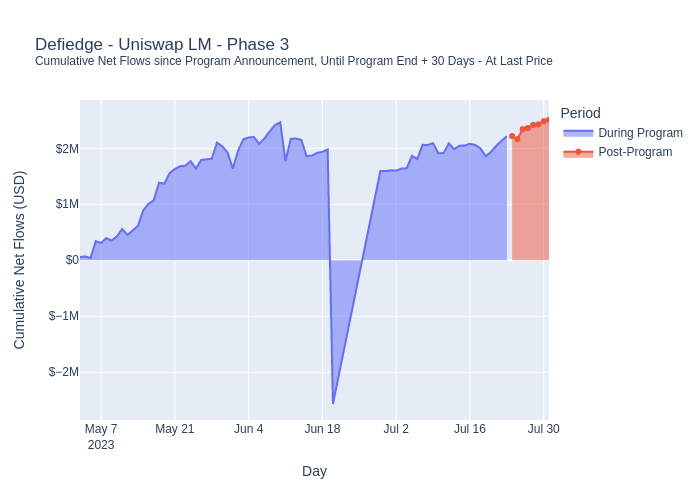 Defiedge - Uniswap LM - Phase 3
Cumulative Net Flows since Program Announcement, Until Program End + 30 Days - At Last Price
Period
During Program
Post-Program
Cumulative Net Flows (USD)
$2M
$1M
$0
$−1M
$−2M
May 7
2023
May 21
Jun 4
Jun 18
Jul 2
Jul 16
Jul 30
Day